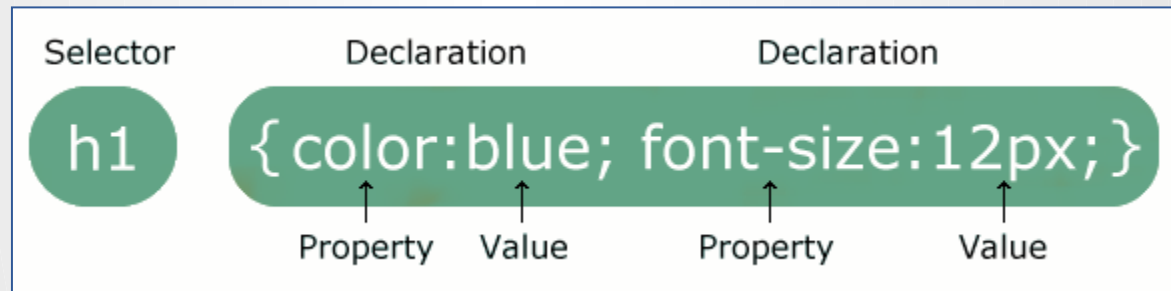 Selector Declaration Declaration
h1 {color:blue; font-size:12px;}
Property Value Property Value